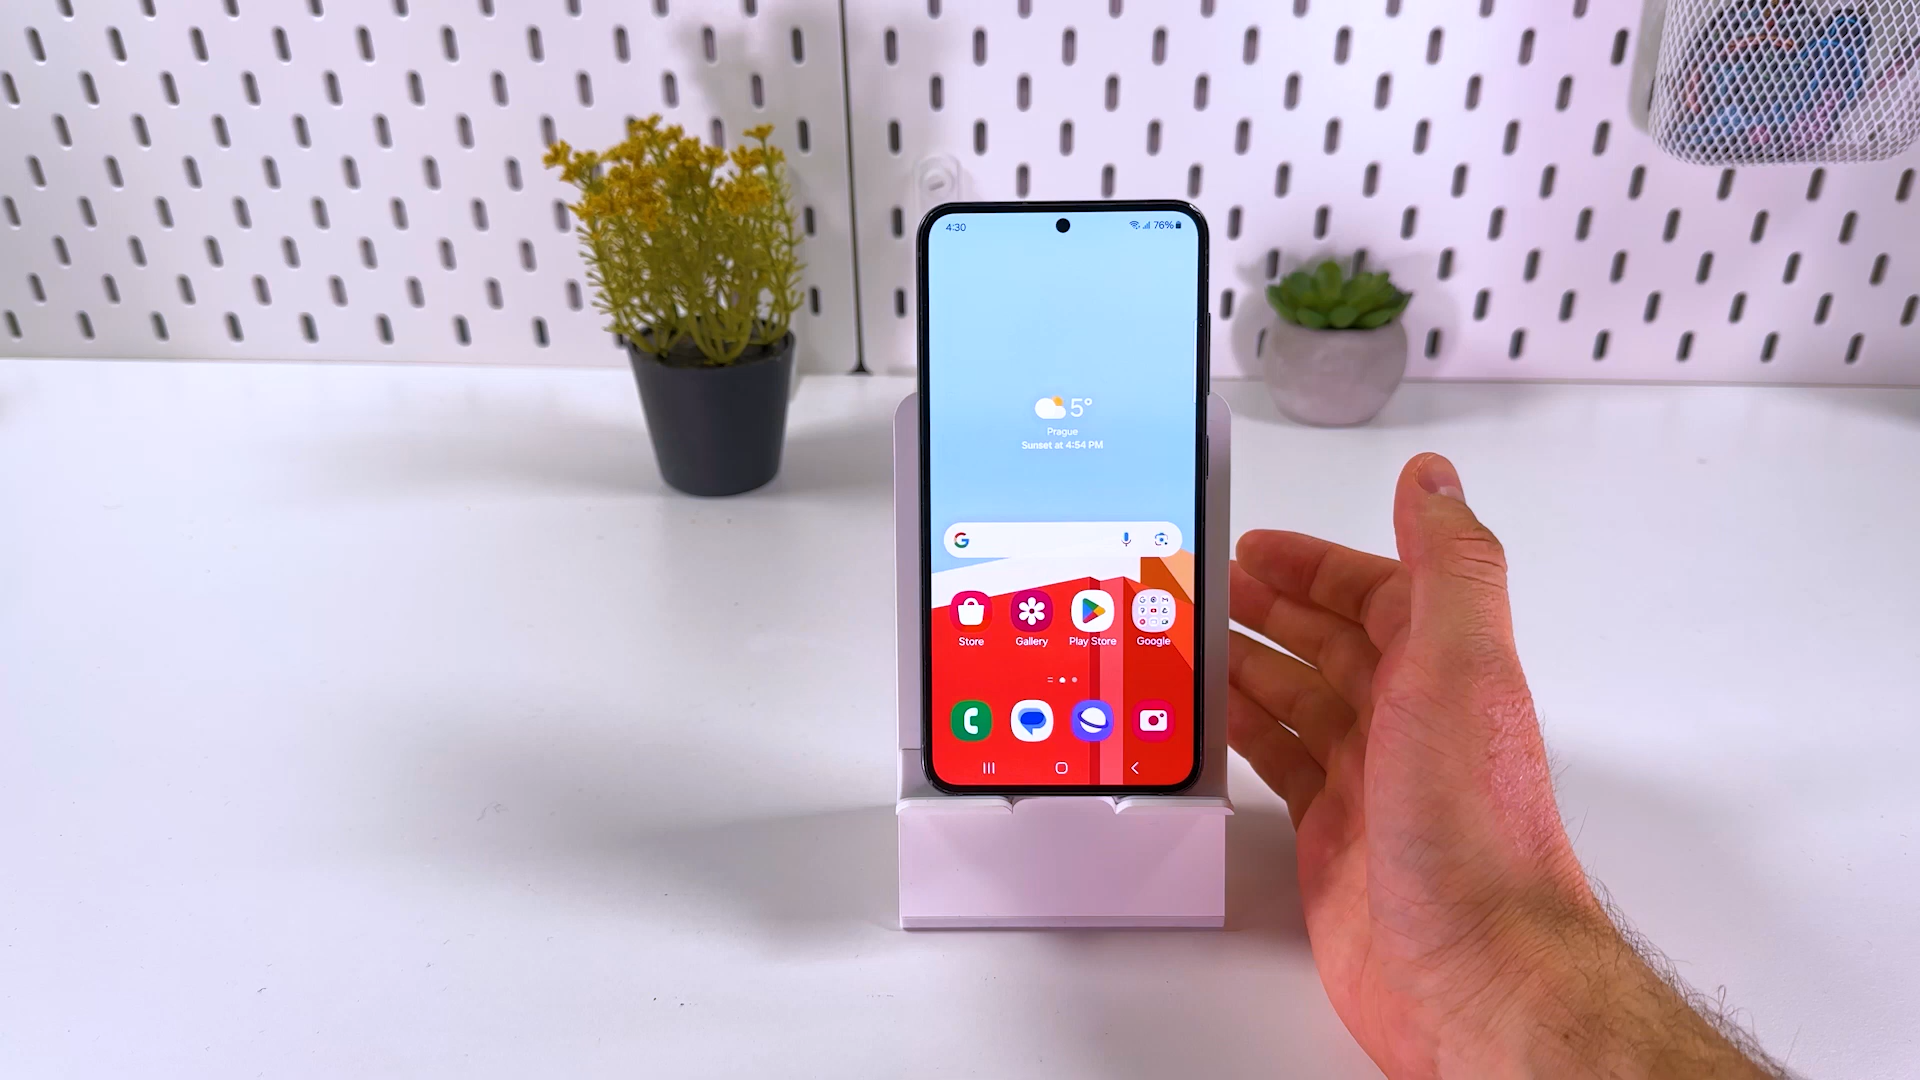 4:30
76%
5°
Prague
Sunset at 4:54 PM
Store
Gallery
Play Store
Google